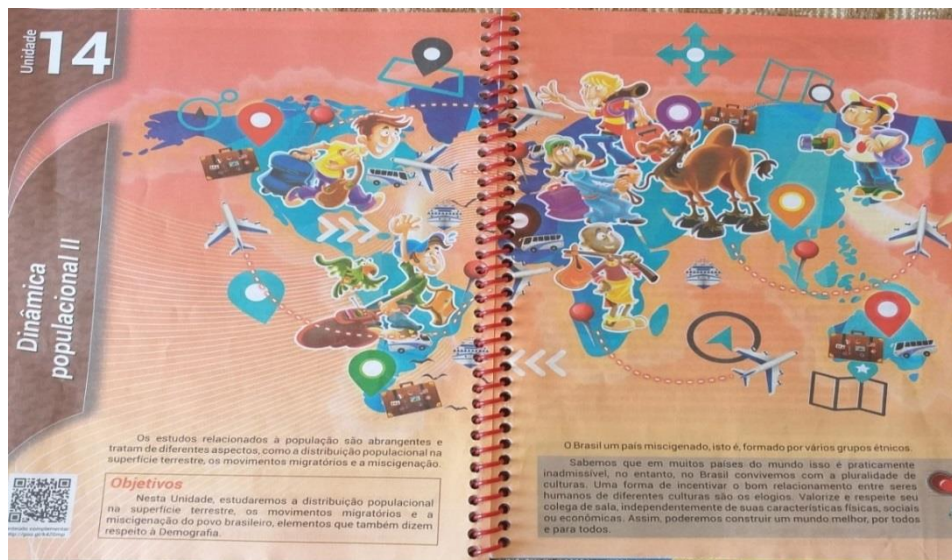 Unidade
14
Dinâmica
populacional II
Os estudos relacionados à população são abrangentes e
tratam de diferentes aspectos, como a distribuição populacional na
superfície terrestre, os movimentos migratórios e a miscigenação.
Objetivos
Nesta Unidade, estudaremos a distribuição populacional
na superfície terrestre, os movimentos migratórios e a
miscigenação do povo brasileiro, elementos que também dizem
respeito à Demografia.
O Brasil um país miscigenado, isto é, formado por vários grupos étnicos.
Sabemos que em muitos países do mundo isso é praticamente
inadmissível, no entanto, no Brasil convivemos com a pluralidade de
culturas. Uma forma de incentivar o bom relacionamento entre seres
humanos de diferentes culturas são os elogios. Valorize e respeite seu
colega de sala, independentemente de suas características físicas, sociais
ou econômicas. Assim, poderemos construir um mundo melhor, por todos
e para todos.